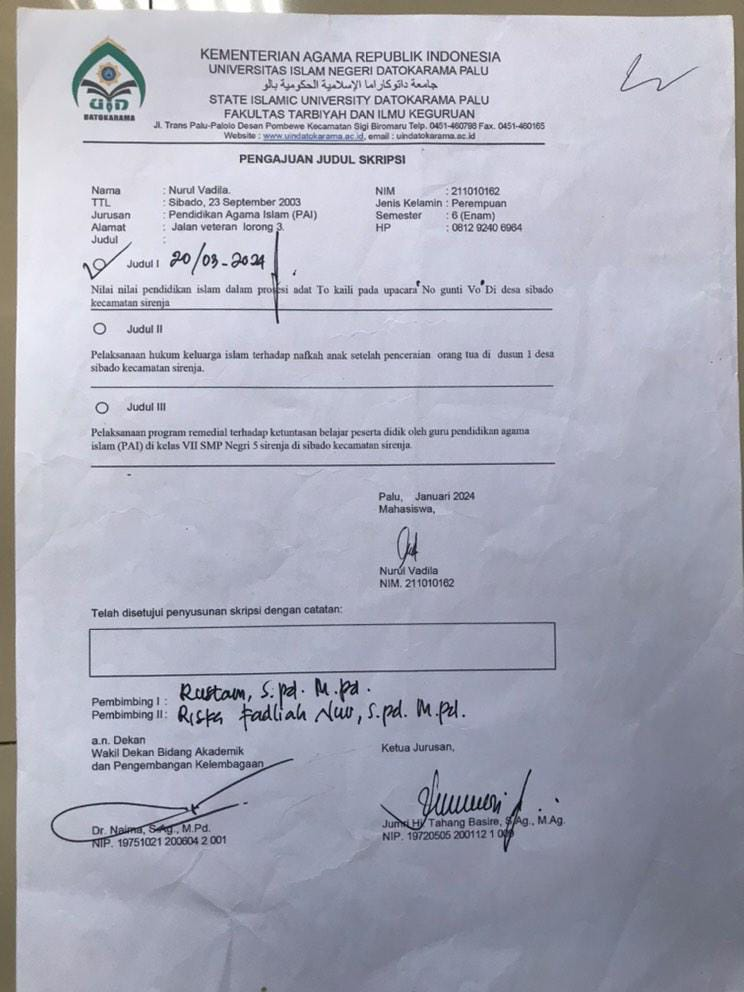 UIN
DATOKARAMA
KEMENTERIAN AGAMA REPUBLIK INDONESIA
UNIVERSITAS ISLAM NEGERI DATOKARAMA PALU
جامعة داتوكاراما الإسلامية الحكومية بالو
STATE ISLAMIC UNIVERSITY DATOKARAMA PALU
FAKULTAS TARBIYAH DAN ILMU KEGURUAN
Jl. Trans Palu-Palolo Desan Pombewe Kecamatan Sigi Biromaru Telp. 0451-460798 Fax. 0451-460165
Website : www.uindatokarama.ac.id, email : uindatokarama.ac.id
PENGAJUAN JUDUL SKRIPSI
Nama : Nurul Vadila. NIM : 211010162
TTL : Sibado, 23 September 2003 Jenis Kelamin : Perempuan
Jurusan : Pendidikan Agama Islam (PAI) Semester : 6 (Enam)
Alamat : Jalan veteran lorong 3. HP : 0812 9240 6964
Judul :
Judul I 20/03-2024
Nilai nilai pendidikan islam dalam prosesi adat To kaili pada upacara No gunti Vo Di desa sibado
kecamatan sirenja
Judul II
Pelaksanaan hukum keluarga islam terhadap nafkah anak setelah penceraian orang tua di dusun 1 desa
sibado kecamatan sirenja.
Judul III
Pelaksanaan program remedial terhadap ketuntasan belajar peserta didik oleh guru pendidikan agama
islam (PAI) di kelas VII SMP Negri 5 sirenja di sibado kecamatan sirenja.
Palu, Januari 2024
Mahasiswa,
Nurul Vadila
NIM. 211010162
Telah disetujui penyusunan skripsi dengan catatan:
Pembimbing I : Rustam, S.pd. M.pd.
Pembimbing II : Riska Fadliah Nur, S.pd. M.pd.
a.n. Dekan
Wakil Dekan Bidang Akademik
dan Pengembangan Kelembagaan
Ketua Jurusan,
Dr. Naima, S.Ag., M.Pd.
NIP. 19751021 200604 2 001
Jumri Hi. Tahang Basire, S.Ag., M.Ag.
NIP. 19720505 200112 1 009